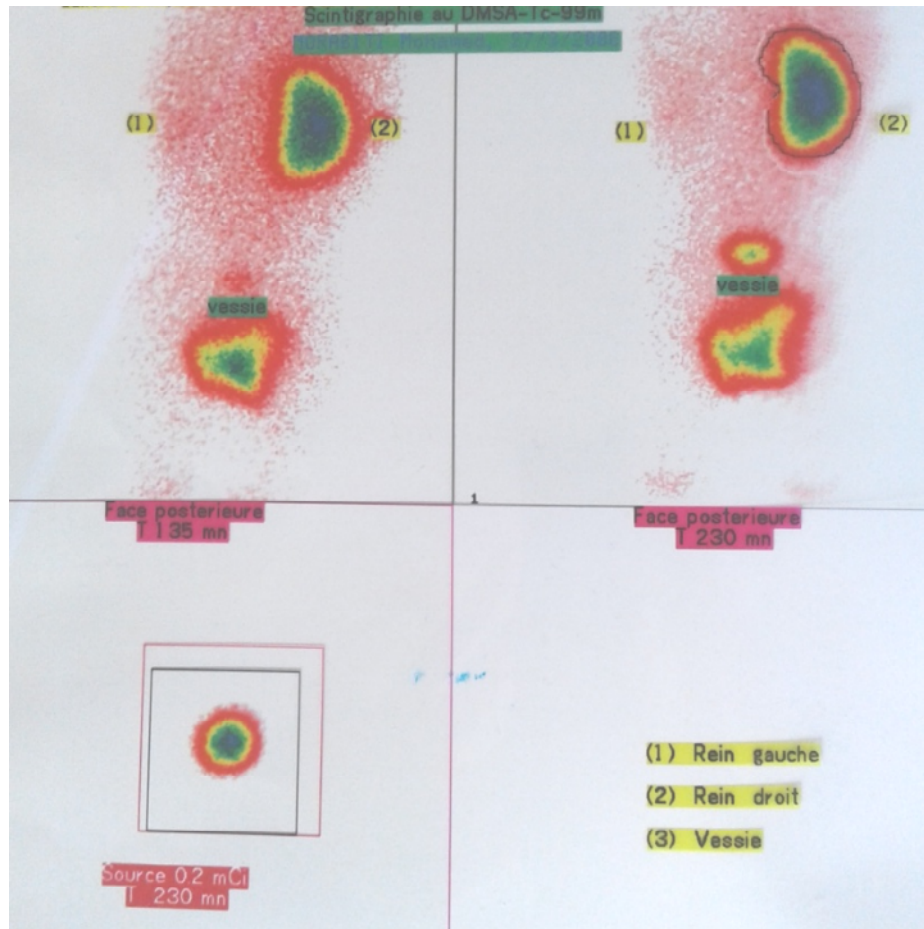 Scintigraphie au DMSA-Tc-99m
(1)
(2)
(1)
(2)
vessie
vessie
1
Face posterieure
T 135 mn
Face posterieure
T 230 mn
(1) Rein gauche
(2) Rein droit
(3) Vessie
Source 0.2 mCi
T 230 mn